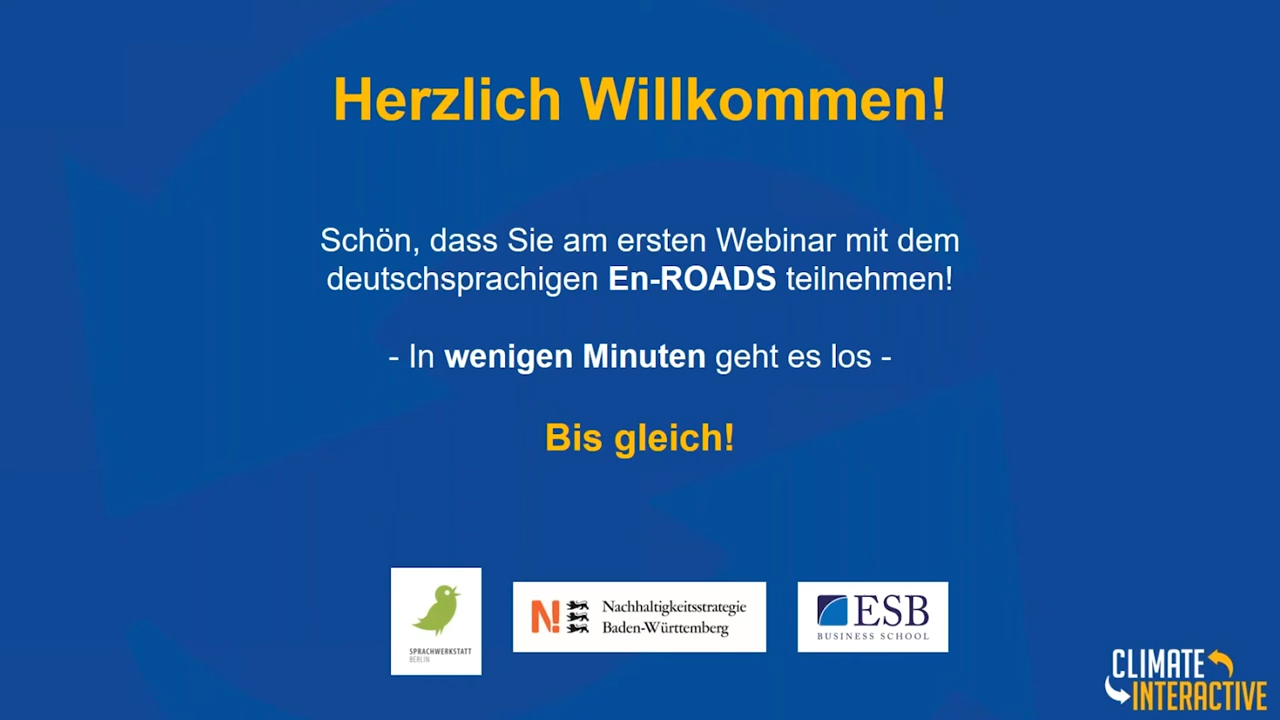 Herzlich Willkommen!
Schön, dass Sie am ersten Webinar mit dem
deutschsprachigen En-ROADS teilnehmen!
- In wenigen Minuten geht es los -
Bis gleich!
SPRACHWERKSTATT
BERLIN
N!
Nachhaltigkeitsstrategie
Baden-Württemberg
ESB
BUSINESS SCHOOL
CLIMATE
INTERACTIVE